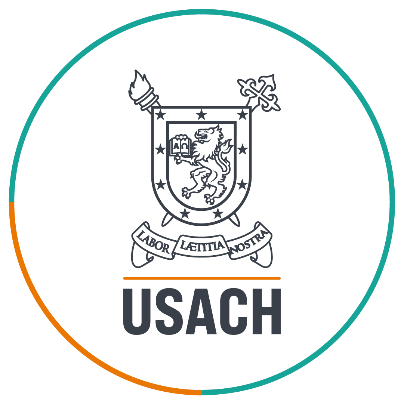 A Ω
LABOR LÆTITIA NOSTRA
USACH